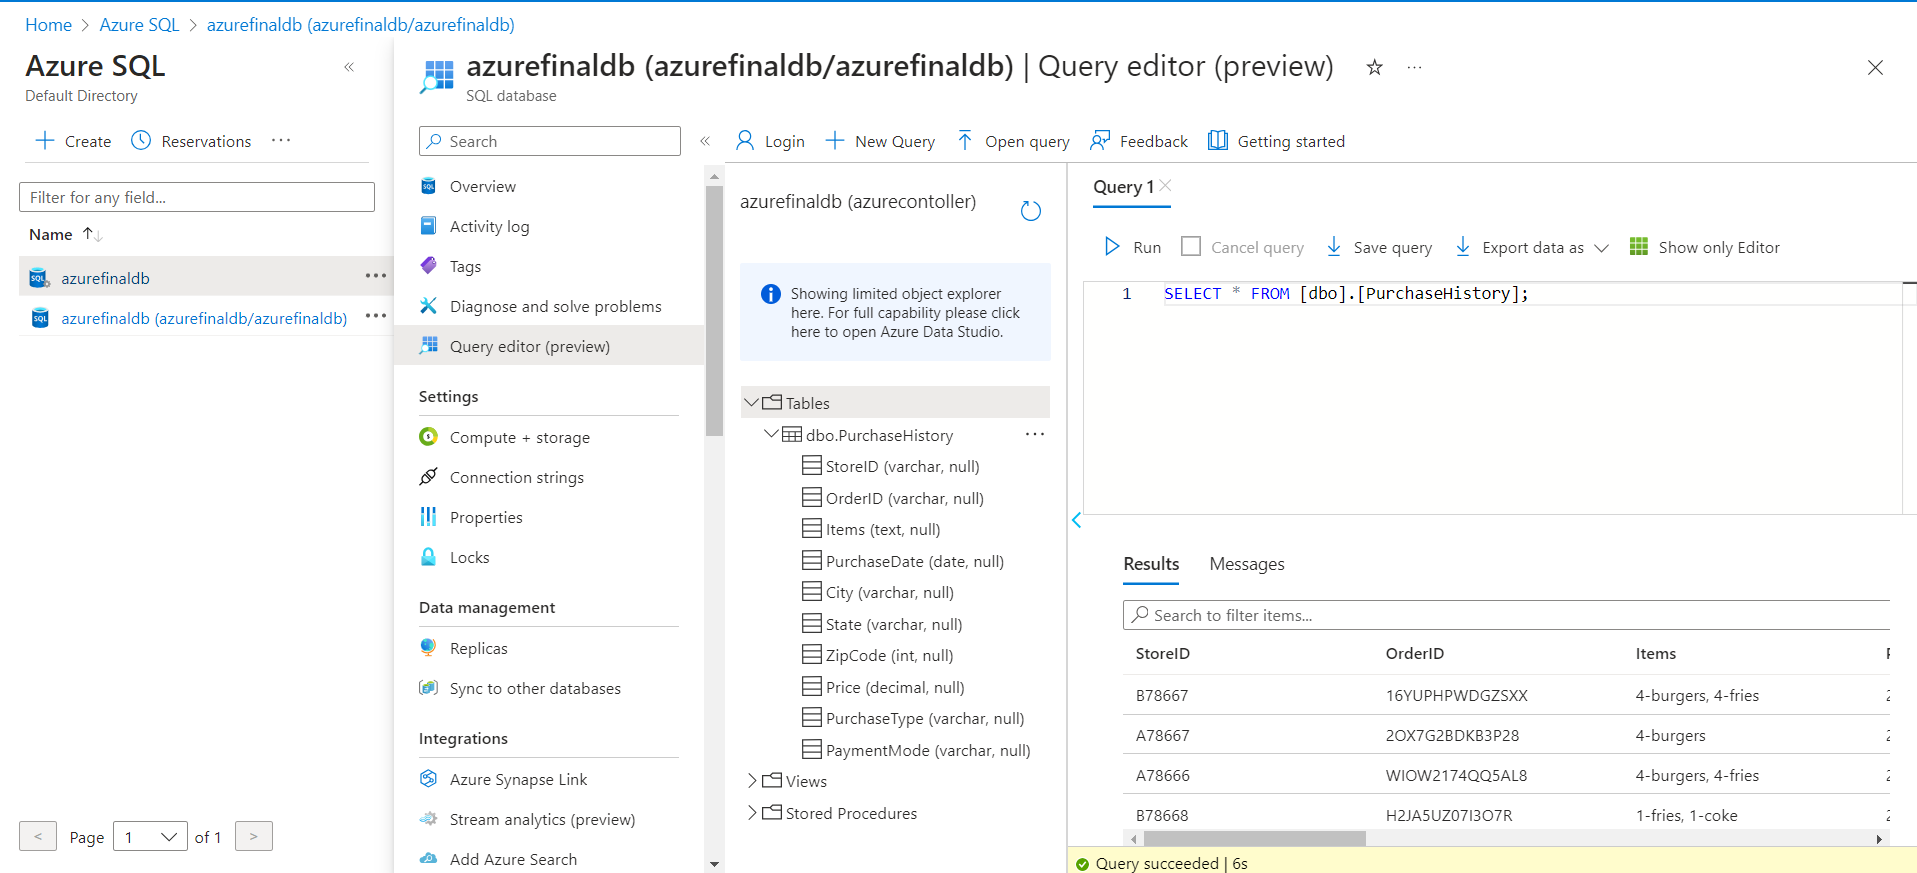 Home > Azure SQL > azurefinaldb (azurefinaldb/azurefinaldb)
Azure SQL
Default Directory
Create
Reservations
Filter for any field...
Name
azurefinaldb
azurefinaldb (azurefinaldb/azurefinaldb)
< Page 1 of 1 >
azurefinaldb (azurefinaldb/azurefinaldb) | Query editor (preview)
SQL database
Search
Overview
Activity log
Tags
Diagnose and solve problems
Query editor (preview)
Settings
Compute + storage
Connection strings
Properties
Locks
Data management
Replicas
Sync to other databases
Integrations
Azure Synapse Link
Stream analytics (preview)
Add Azure Search
Login New Query Open query Feedback Getting started
azurefinaldb (azurecontoller)
Showing limited object explorer
here. For full capability please click
here to open Azure Data Studio.
Tables
dbo.PurchaseHistory
StoreID (varchar, null)
OrderID (varchar, null)
Items (text, null)
PurchaseDate (date, null)
City (varchar, null)
State (varchar, null)
ZipCode (int, null)
Price (decimal, null)
PurchaseType (varchar, null)
PaymentMode (varchar, null)
Views
Stored Procedures
Query 1
Run Cancel query Save query Export data as Show only Editor
1 SELECT * FROM [dbo].[PurchaseHistory];
Results Messages
Search to filter items...
StoreID OrderID Items
B78667 16YUPHPWDGZSXX 4-burgers, 4-fries
A78667 2OX7G2BDKB3P28 4-burgers
A78666 WIOW2174QQ5AL8 4-burgers, 4-fries
B78668 H2JA5UZ07I3O7R 1-fries, 1-coke
Query succeeded | 6s